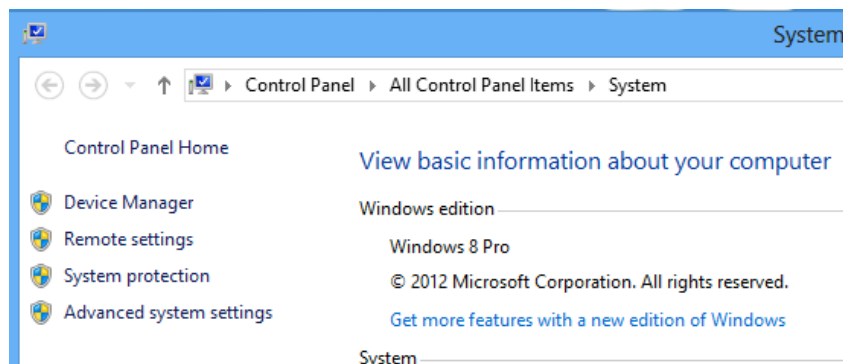 System
Control Panel All Control Panel Items System
Control Panel Home
View basic information about your computer
Device Manager
Windows edition
Remote settings
Windows 8 Pro
System protection
© 2012 Microsoft Corporation. All rights reserved.
Advanced system settings
Get more features with a new edition of Windows
System